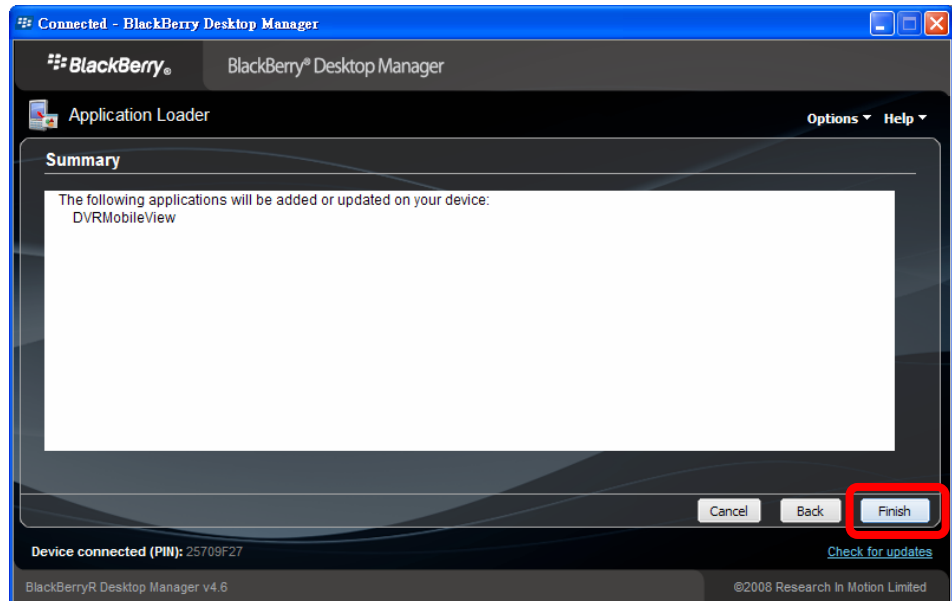 Connected - BlackBerry Desktop Manager
BlackBerry® BlackBerry® Desktop Manager
Application Loader
Options Help
Summary
The following applications will be added or updated on your device:
DVRMobileView
Cancel Back Finish
Device connected (PIN): 25709F27 Check for updates
BlackBerryR Desktop Manager v4.6 ©2008 Research In Motion Limited